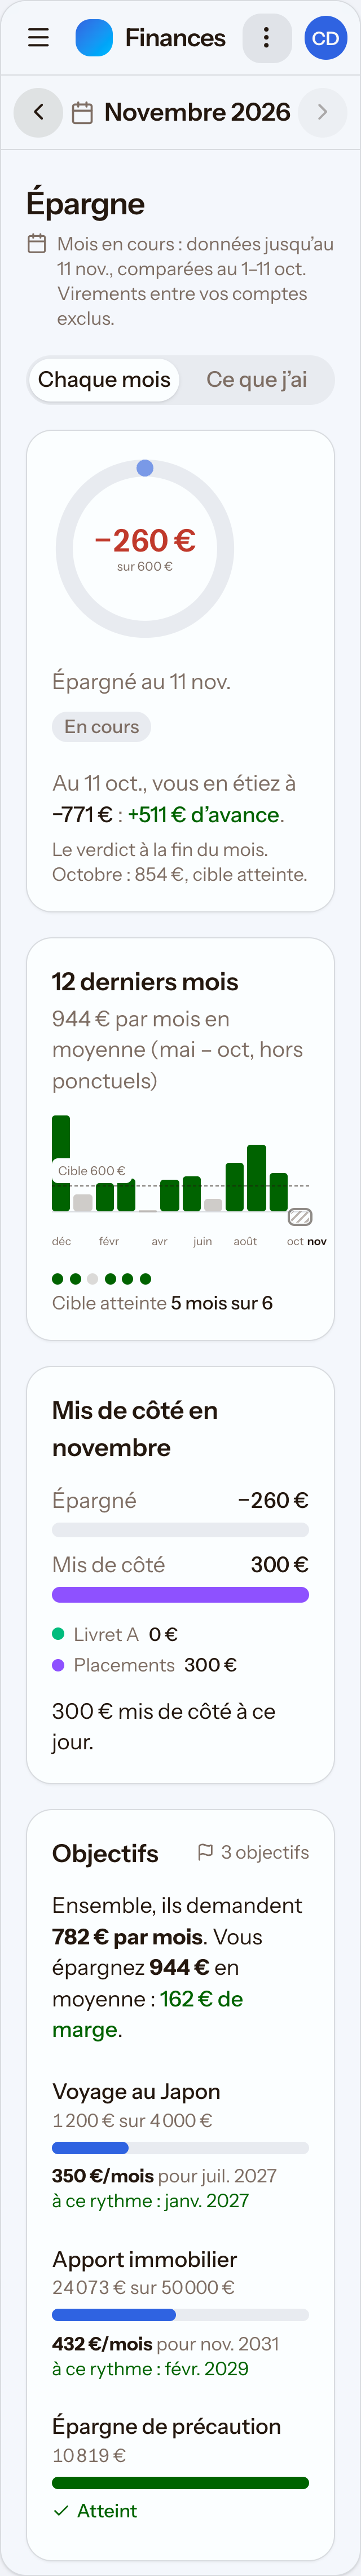 Finances
CD
Novembre 2026
Épargne
Mois en cours : données jusqu’au
11 nov., comparées au 1–11 oct.
Virements entre vos comptes
exclus.
Chaque mois
Ce que j’ai
−260 €
sur 600 €
Épargné au 11 nov.
En cours
Au 11 oct., vous en étiez à
−771 € : +511 € d’avance.
Le verdict à la fin du mois.
Octobre : 854 €, cible atteinte.
12 derniers mois
944 € par mois en
moyenne (mai – oct, hors
ponctuels)
Cible 600 €
déc févr avr juin août oct nov
Cible atteinte 5 mois sur 6
Mis de côté en
novembre
Épargné −260 €
Mis de côté 300 €
Livret A 0 €
Placements 300 €
300 € mis de côté à ce
jour.
Objectifs
3 objectifs
Ensemble, ils demandent
782 € par mois. Vous
épargnez 944 € en
moyenne : 162 € de
marge.
Voyage au Japon
1 200 € sur 4 000 €
350 €/mois pour juil. 2027
à ce rythme : janv. 2027
Apport immobilier
24 073 € sur 50 000 €
432 €/mois pour nov. 2031
à ce rythme : févr. 2029
Épargne de précaution
10 819 €
Atteint